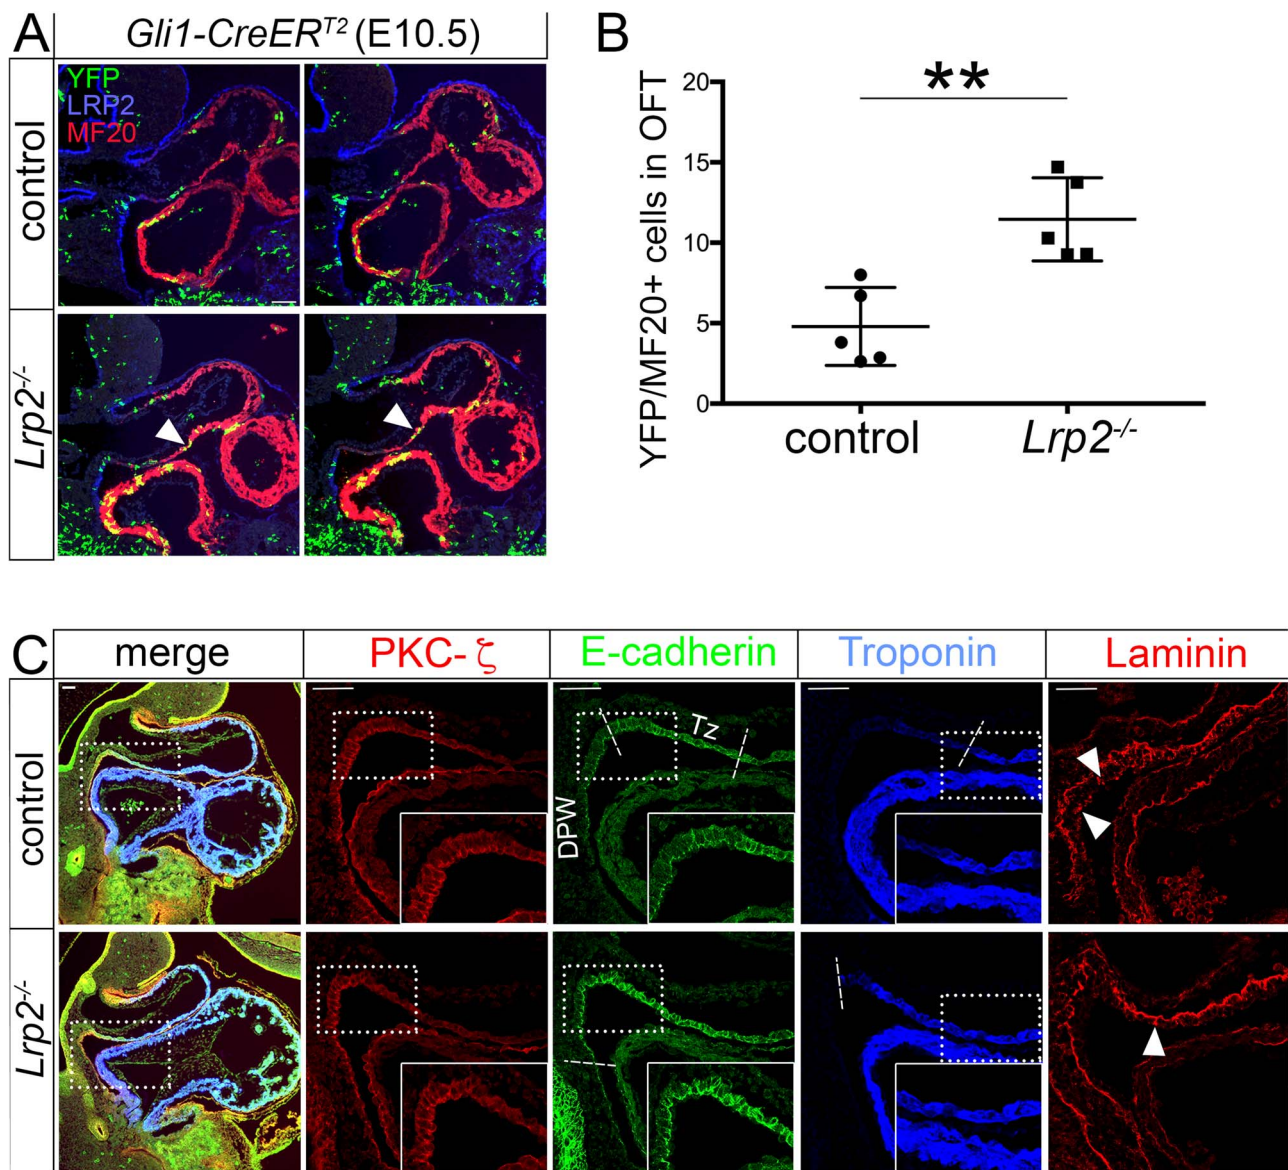 A
Gli1-CreER^T2 (E10.5)
YFP
LRP2
MF20
control
Lrp2-/-
B
**
YFP/MF20+ cells in OFT
20
15
10
5
0
control
Lrp2-/-
C
merge
PKC-ζ
E-cadherin
Troponin
Laminin
control
Tz
DPW
Lrp2-/-